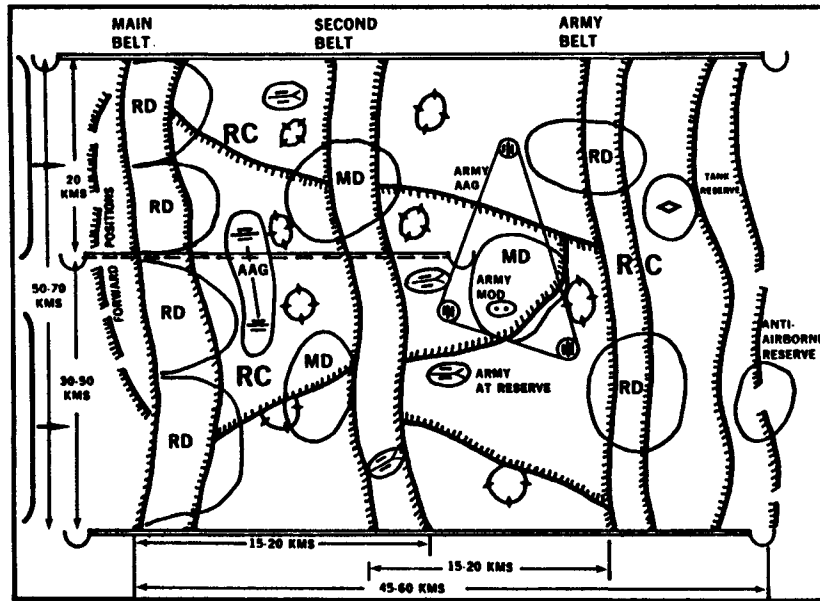 MAIN
BELT
SECOND
BELT
ARMY
BELT
RD
RC
MD
ARMY
AAG
RD
TANK
RESERVE
20
KMS
POSITIONS
RD
AAG
MD
ARMY
MOD
RC
50-70
KMS
FORWARD
RD
ANTI-
AIRBORNE
RESERVE
30-50
KMS
RC
MD
ARMY
AT RESERVE
RD
RD
15-20 KMS
15-20 KMS
45-60 KMS